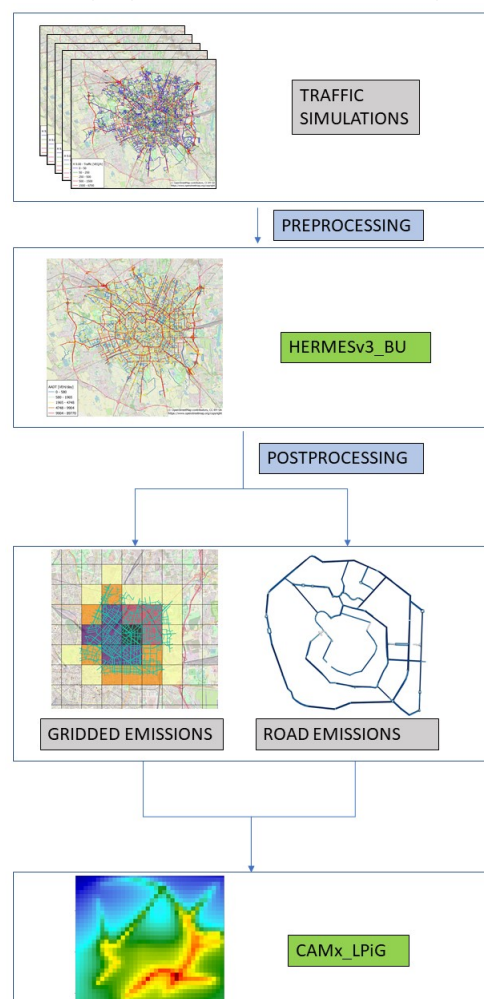 TRAFFIC
SIMULATIONS
PREPROCESSING
HERMESv3_BU
POSTPROCESSING
GRIDDED EMISSIONS
ROAD EMISSIONS
CAMx_LPiG